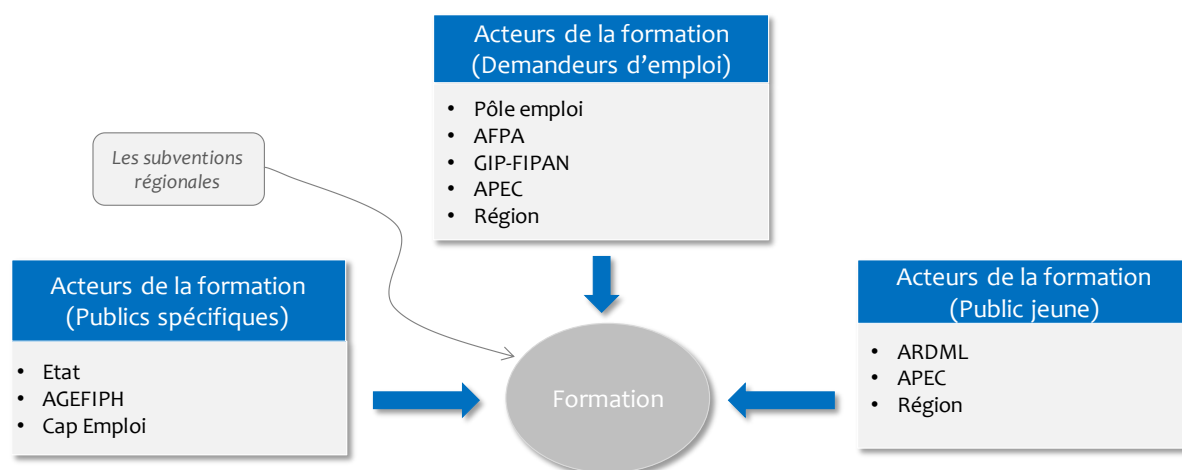 Acteurs de la formation
(Demandeurs d’emploi)
• Pôle emploi
• AFPA
• GIP-FIPAN
• APEC
• Région
Les subventions
régionales
Acteurs de la formation
(Publics spécifiques)
• Etat
• AGEFIPH
• Cap Emploi
Acteurs de la formation
(Public jeune)
• ARDML
• APEC
• Région
Formation